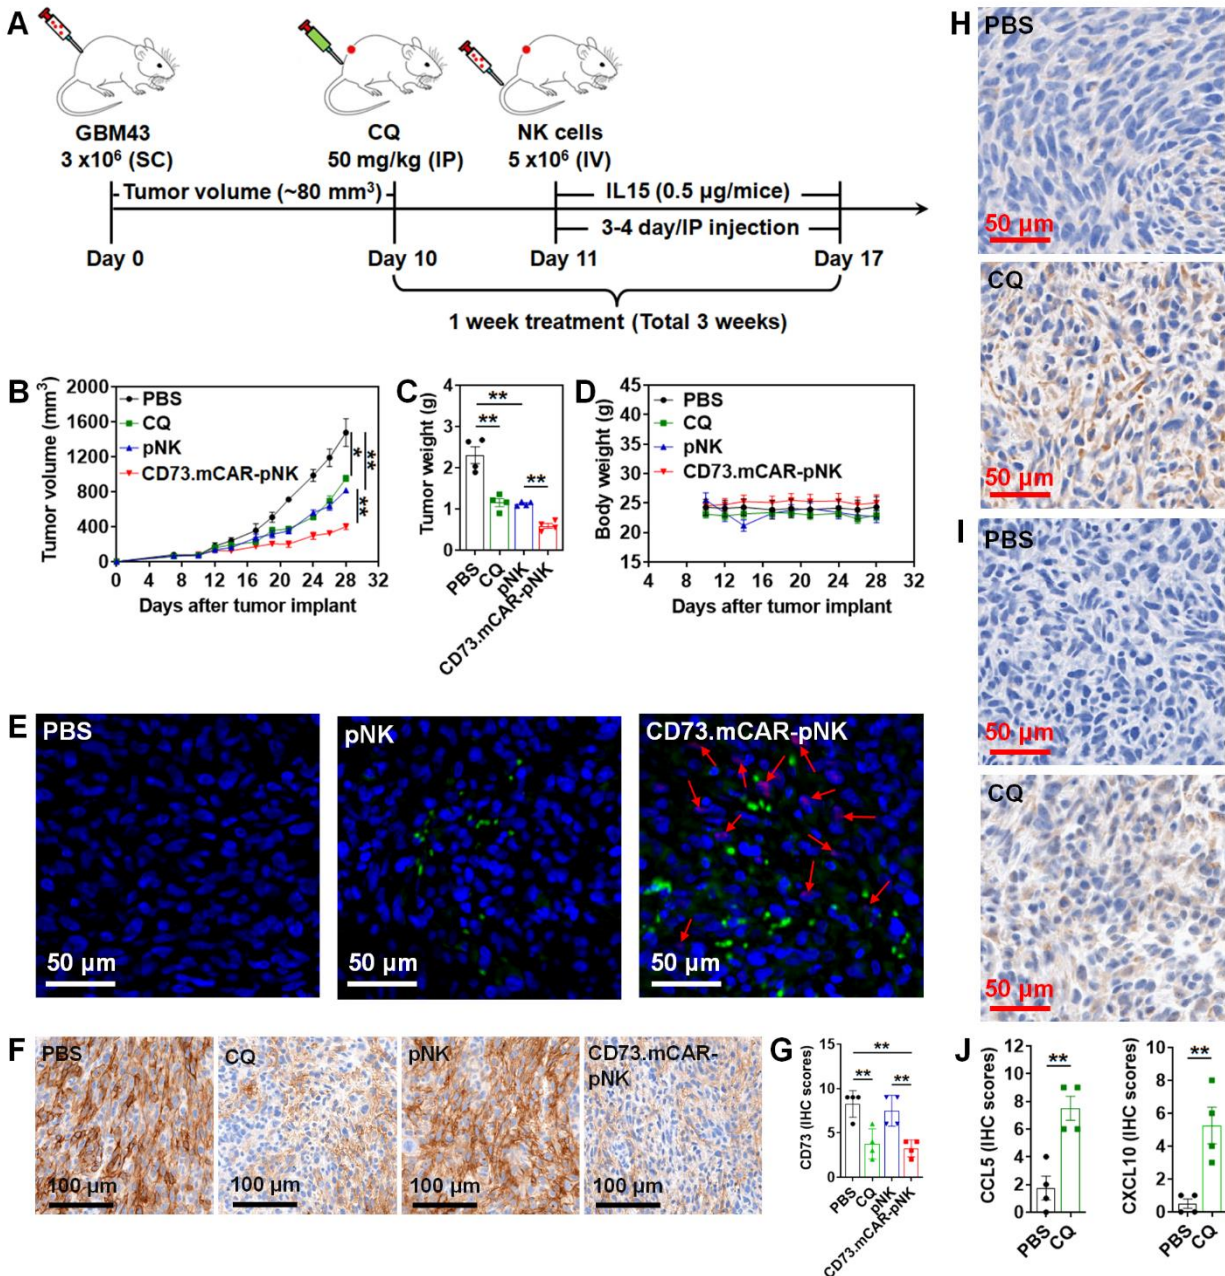 A
GBM43
3 x10⁶ (SC)
CQ
50 mg/kg (IP)
NK cells
5 x10⁶ (IV)
Tumor volume (~80 mm³)
IL15 (0.5 µg/mice)
3-4 day/IP injection
Day 0
Day 10
Day 11
Day 17
1 week treatment (Total 3 weeks)
B
Tumor volume (mm³)
2000
1600
1200
800
400
0
PBS
CQ
pNK
CD73.mCAR-pNK
*
**
**
0 4 8 12 16 20 24 28 32
Days after tumor implant
C
Tumor weight (g)
4
3
2
1
0
**
**
**
PBS
CQ
pNK
CD73.mCAR-pNK
D
Body weight (g)
45
40
35
30
25
20
15
PBS
CQ
pNK
CD73.mCAR-pNK
4 8 12 16 20 24 28 32
Days after tumor implant
E
PBS
50 µm
pNK
50 µm
CD73.mCAR-pNK
50 µm
F
PBS
100 µm
CQ
100 µm
pNK
100 µm
CD73.mCAR-
pNK
100 µm
G
CD73 (IHC scores)
10
5
0
**
**
**
PBS
CQ
pNK
CD73.mCAR-pNK
H
PBS
50 µm
CQ
50 µm
I
PBS
50 µm
CQ
50 µm
J
CCL5 (IHC scores)
12
10
8
6
4
2
0
**
PBS
CQ
CXCL10 (IHC scores)
10
8
6
4
2
0
**
PBS
CQ